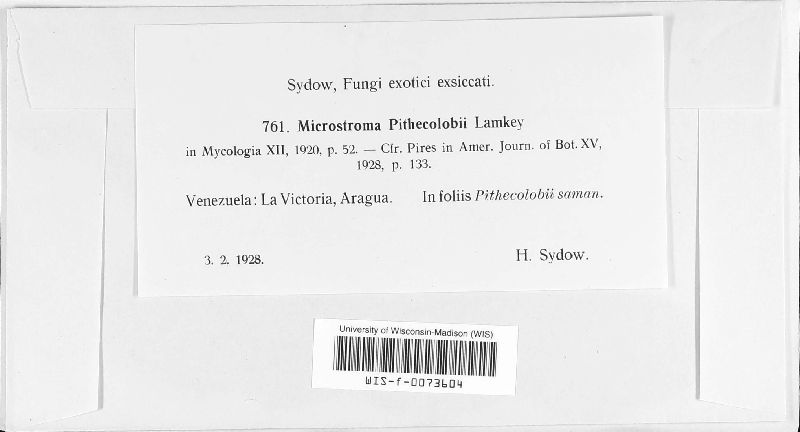 Sydow, Fungi exotici exsiccati.
761. Microstroma Pithecolobii Lamkey
in Mycologia XII, 1920, p. 52. — Cfr. Pires in Amer. Journ. of Bot. XV,
1928, p. 133.
Venezuela: La Victoria, Aragua. In foliis Pithecolobii saman.
3. 2. 1928. H. Sydow.
University of Wisconsin-Madison (WIS)
WIS-f-0073604